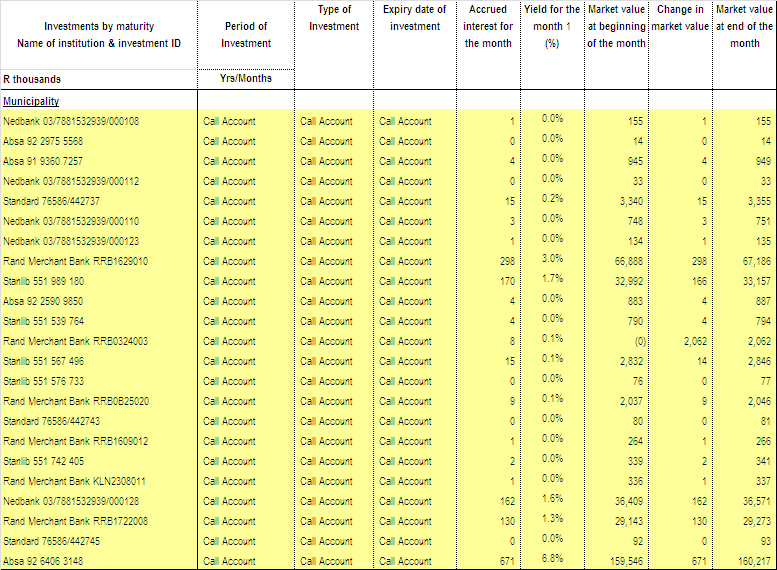 Investments by maturity Name of institution & investment ID Period of Investment Type of Investment Expiry date of investment Accrued interest for the month Yield for the month 1 (%) Market value at beginning of the month Change in market value Market value at end of the month
R thousands Yrs/Months
Municipality
Nedbank 03/7881532939/000108 Call Account Call Account Call Account 1 0.0% 155 1 155
Absa 92 2975 5568 Call Account Call Account Call Account 0 0.0% 14 0 14
Absa 91 9360 7257 Call Account Call Account Call Account 4 0.0% 945 4 949
Nedbank 03/7881532939/000112 Call Account Call Account Call Account 0 0.0% 33 0 33
Standard 76586/442737 Call Account Call Account Call Account 15 0.2% 3,340 15 3,355
Nedbank 03/7881532939/000110 Call Account Call Account Call Account 3 0.0% 748 3 751
Nedbank 03/7881532939/000123 Call Account Call Account Call Account 1 0.0% 134 1 135
Rand Merchant Bank RRB1629010 Call Account Call Account Call Account 298 3.0% 66,888 298 67,186
Stanlib 551 989 180 Call Account Call Account Call Account 170 1.7% 32,992 166 33,157
Absa 92 2590 9850 Call Account Call Account Call Account 4 0.0% 883 4 887
Stanlib 551 539 764 Call Account Call Account Call Account 4 0.0% 790 4 794
Rand Merchant Bank RRB0324003 Call Account Call Account Call Account 8 0.1% (0) 2,062 2,062
Stanlib 551 567 496 Call Account Call Account Call Account 15 0.1% 2,832 14 2,846
Stanlib 551 576 733 Call Account Call Account Call Account 0 0.0% 76 0 77
Rand Merchant Bank RRB0B25020 Call Account Call Account Call Account 9 0.1% 2,037 9 2,046
Standard 76586/442743 Call Account Call Account Call Account 0 0.0% 80 0 81
Rand Merchant Bank RRB1609012 Call Account Call Account Call Account 1 0.0% 264 1 266
Stanlib 551 742 405 Call Account Call Account Call Account 2 0.0% 339 2 341
Rand Merchant Bank KLN2308011 Call Account Call Account Call Account 1 0.0% 336 1 337
Nedbank 03/7881532939/000128 Call Account Call Account Call Account 162 1.6% 36,409 162 36,571
Rand Merchant Bank RRB1722008 Call Account Call Account Call Account 130 1.3% 29,143 130 29,273
Standard 76586/442745 Call Account Call Account Call Account 0 0.0% 92 0 93
Absa 92 6406 3148 Call Account Call Account Call Account 671 6.8% 159,546 671 160,217